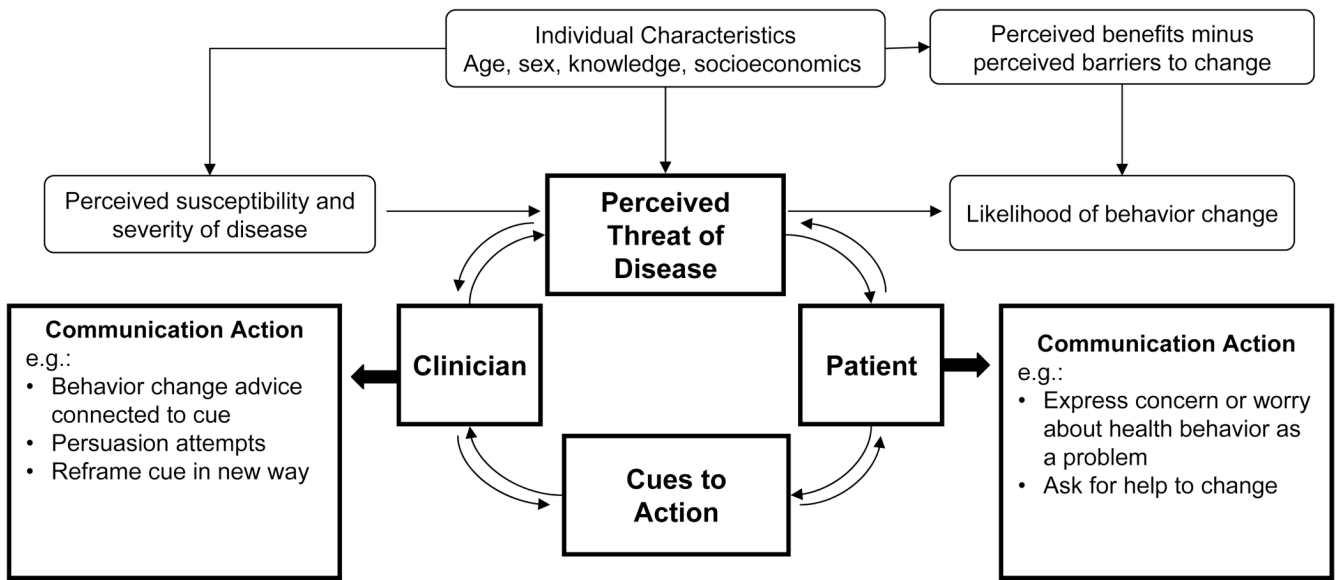 Individual Characteristics
Age, sex, knowledge, socioeconomics
Perceived benefits minus
perceived barriers to change
Perceived susceptibility and
severity of disease
Perceived
Threat of
Disease
Likelihood of behavior change
Communication Action
e.g.:
• Behavior change advice
connected to cue
• Persuasion attempts
• Reframe cue in new way
Clinician
Patient
Communication Action
e.g.:
• Express concern or worry
about health behavior as
a problem
• Ask for help to change
Cues to
Action